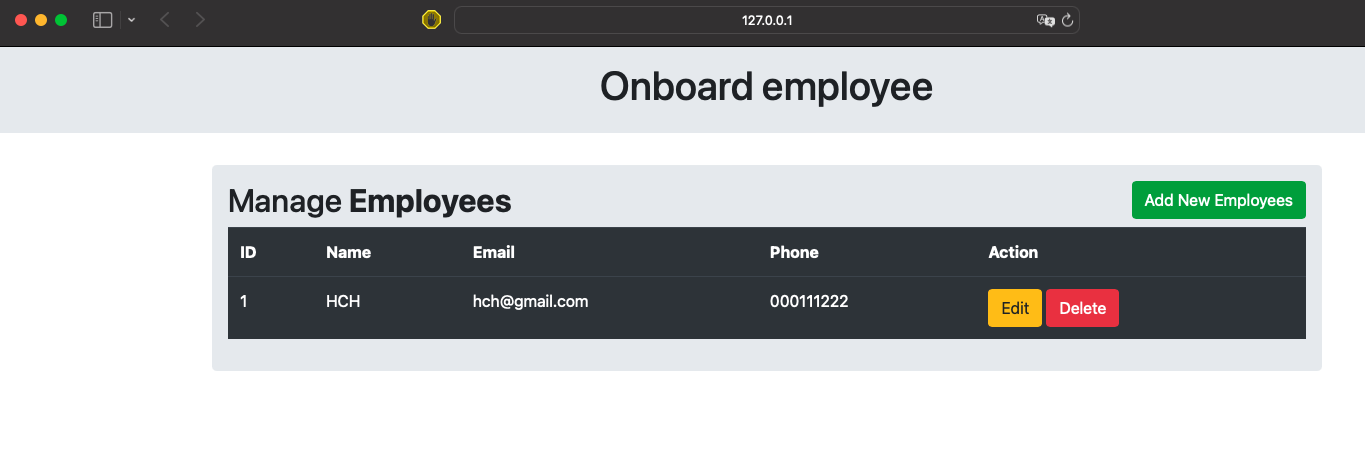 127.0.0.1
Onboard employee
Manage Employees
Add New Employees
ID Name Email Phone Action
1 HCH hch@gmail.com 000111222 Edit Delete